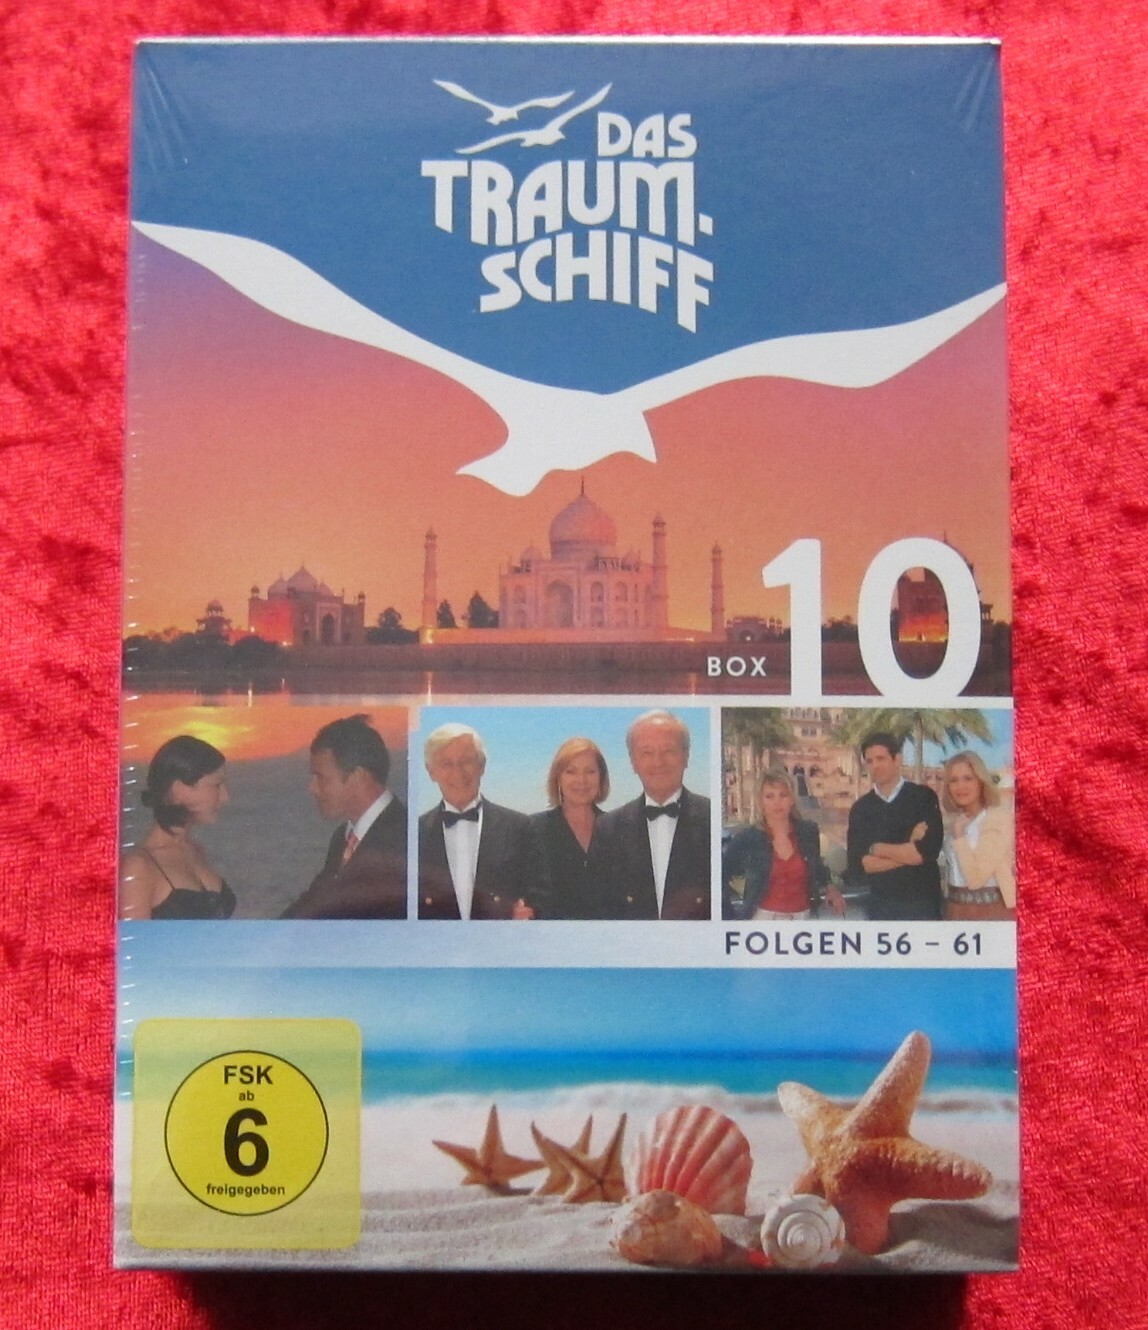 DAS
TRAUM-
SCHIFF
BOX 10
FOLGEN 56 – 61
FSK
ab
6
freigegeben